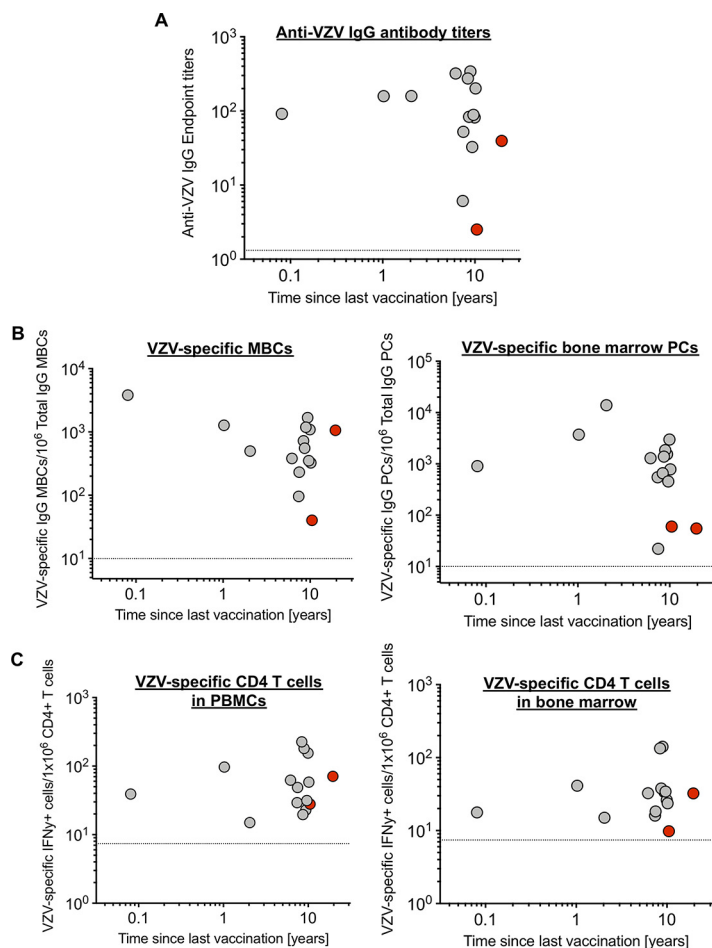 A
Anti-VZV IgG antibody titers
Anti-VZV IgG Endpoint titers
10³
10²
10¹
10⁰
0.1 1 10
Time since last vaccination [years]
B
VZV-specific MBCs
VZV-specific IgG MBCs/10⁶ Total IgG MBCs
10⁴
10³
10²
10¹
0.1 1 10
Time since last vaccination [years]
VZV-specific bone marrow PCs
VZV-specific IgG PCs/10⁶ Total IgG PCs
10⁵
10⁴
10³
10²
10¹
0.1 1 10
Time since last vaccination [years]
C
VZV-specific CD4 T cells
in PBMCs
VZV-specific IFNy+ cells/1x10⁶ CD4+ T cells
10³
10²
10¹
10⁰
0.1 1 10
Time since last vaccination [years]
VZV-specific CD4 T cells
in bone marrow
VZV-specific IFNy+ cells/1x10⁶ CD4+ T cells
10³
10²
10¹
10⁰
0.1 1 10
Time since last vaccination [years]